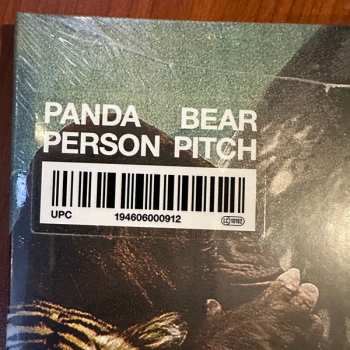 PANDA BEAR
PERSON PITCH
UPC 194606000912